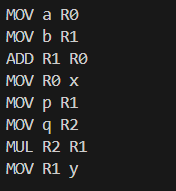 MOV a R0
MOV b R1
ADD R1 R0
MOV R0 x
MOV p R1
MOV q R2
MUL R2 R1
MOV R1 y